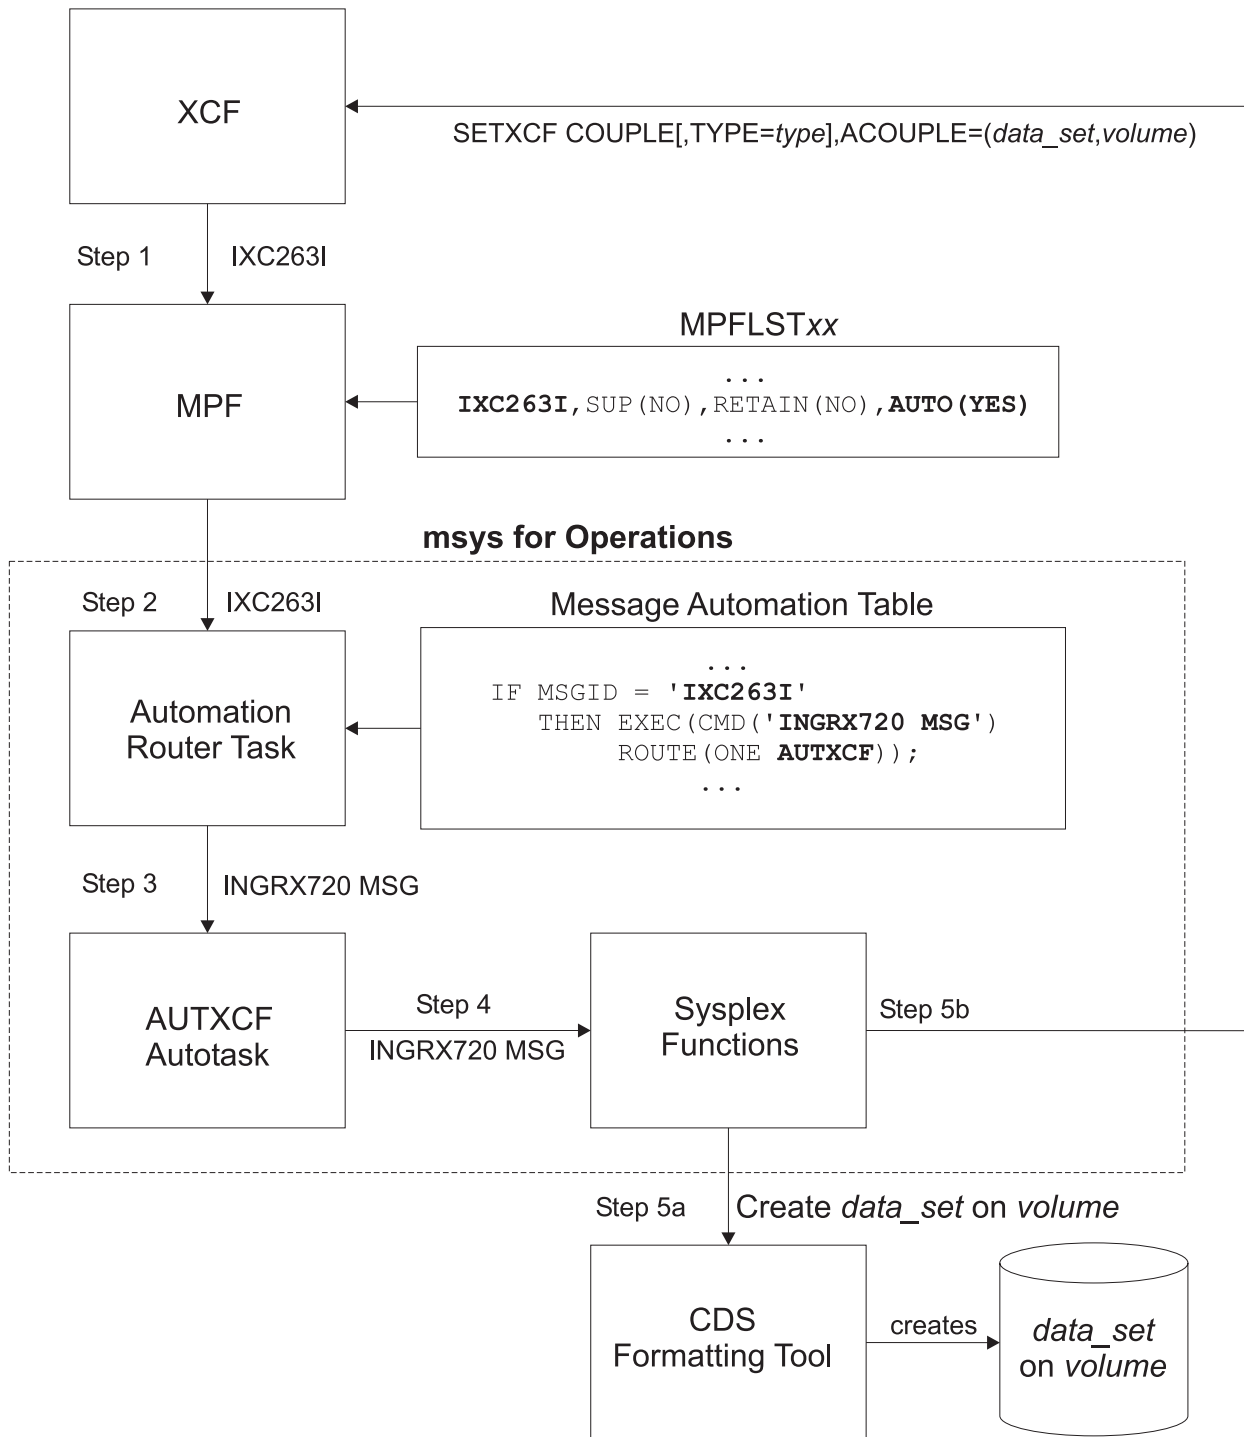 XCF
SETXCF COUPLE[,TYPE=type],ACOUPLE=(data_set,volume)
Step 1
IXC263I
MPFLSTxx
MPF
...
IXC263I,SUP(NO),RETAIN(NO),AUTO(YES)
...
msys for Operations
Step 2
IXC263I
Message Automation Table
Automation
Router Task
...
IF MSGID = 'IXC263I'
THEN EXEC(CMD('INGRX720 MSG')
ROUTE(ONE AUTXCF));
...
Step 3
INGRX720 MSG
AUTXCF
Autotask
Step 4
INGRX720 MSG
Sysplex
Functions
Step 5b
Step 5a
Create data_set on volume
CDS
Formatting Tool
creates
data_set
on volume